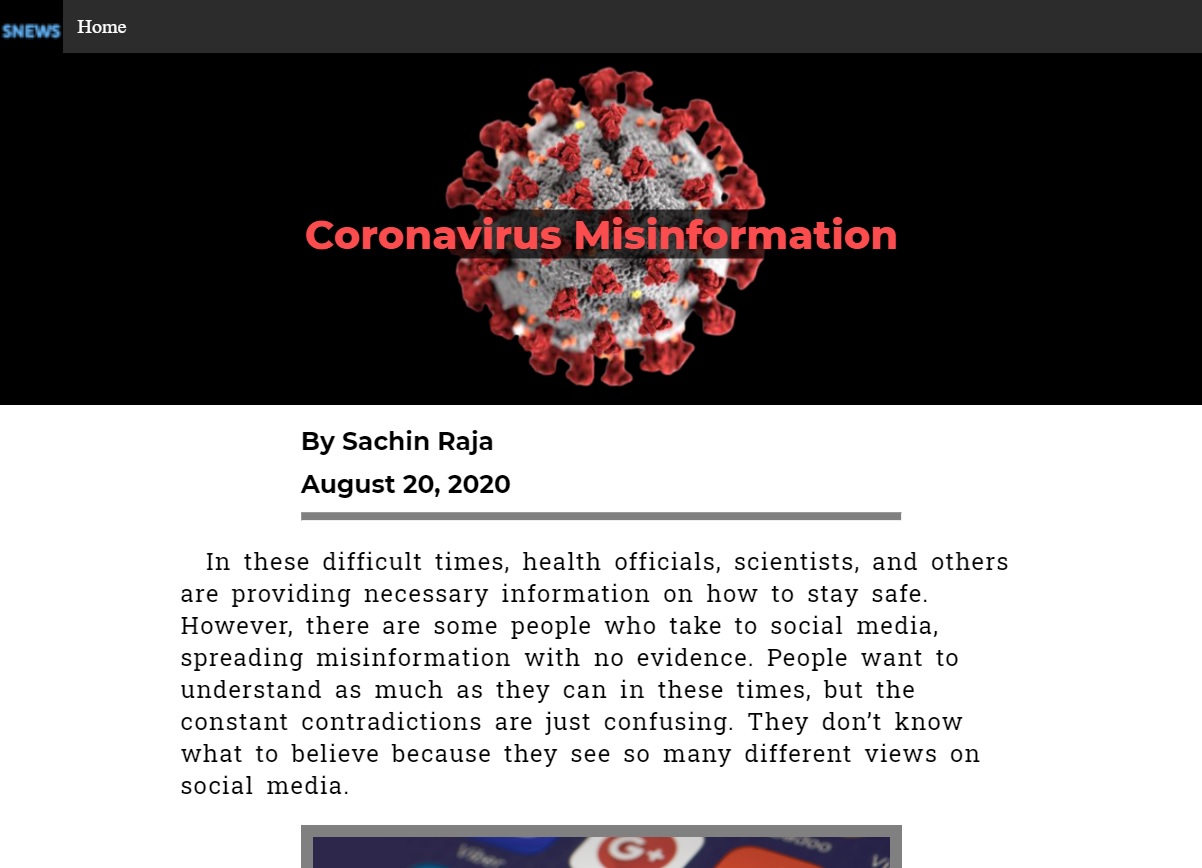 SNEWS Home
Coronavirus Misinformation
By Sachin Raja
August 20, 2020
In these difficult times, health officials, scientists, and others
are providing necessary information on how to stay safe.
However, there are some people who take to social media,
spreading misinformation with no evidence. People want to
understand as much as they can in these times, but the
constant contradictions are just confusing. They don’t know
what to believe because they see so many different views on
social media.
Viber G+